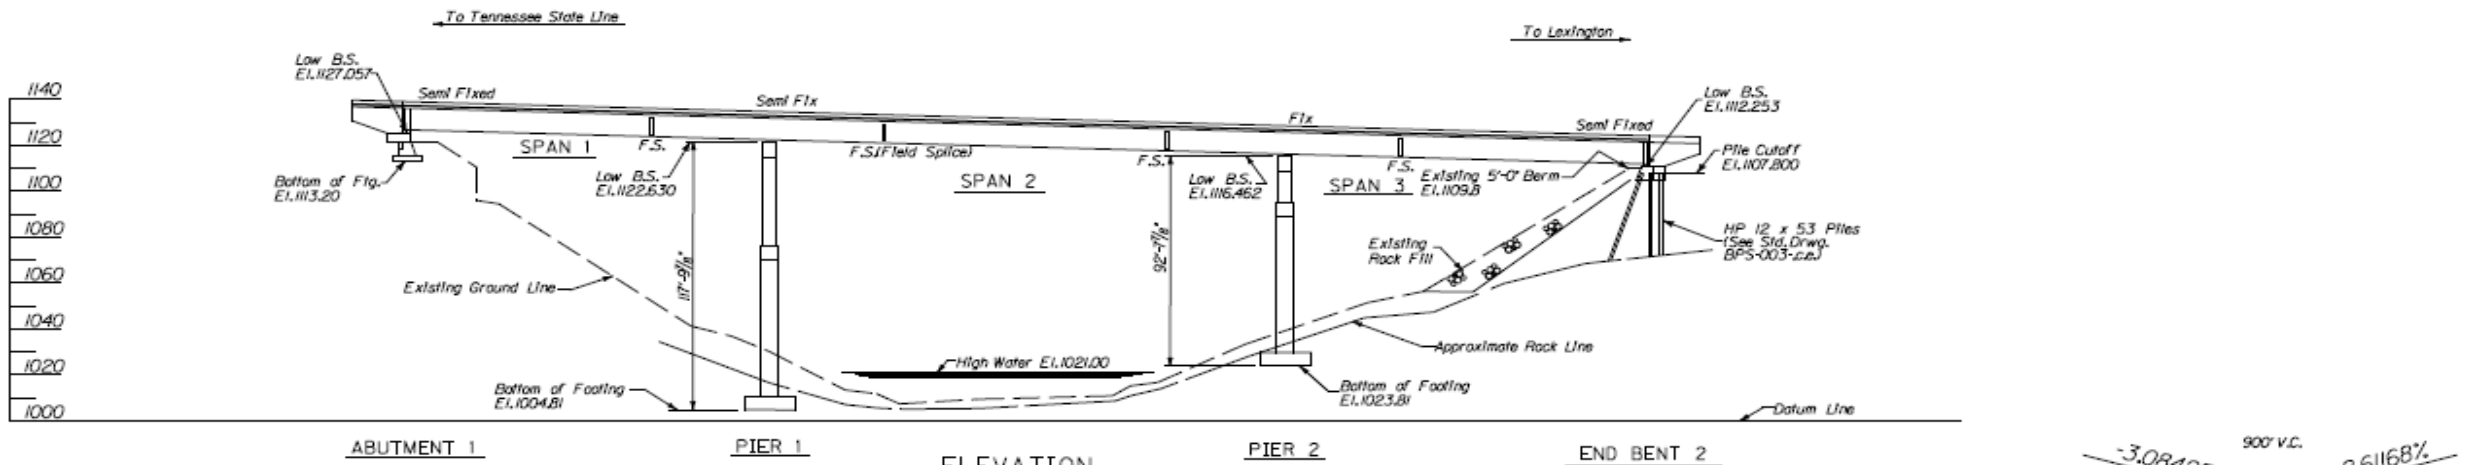 To Tennessee State Line
To Lexington
Low B.S.
El.1127.057
1140
1120
1100
1080
1060
1040
1020
1000
Semi Fixed
Semi Fix
Fix
Semi Fixed
Low B.S.
El.1112.253
Pile Cutoff
El.1107.800
SPAN 1
F.S.
F.S.(Field Splice)
F.S.
F.S.
Bottom of Ftg.
El.1113.20
Low B.S.
El.1122.630
SPAN 2
Low B.S.
El.1116.462
SPAN 3
Existing 5'-0" Berm
El.1109.8
117'-9⅞"
92'-7⅞"
Existing
Rock Fill
HP 12 x 53 Piles
(See Std. Drwg.
BPS-003-c.e.)
Existing Ground Line
High Water El.1021.00
Approximate Rock Line
Bottom of Footing
El.1004.81
Bottom of Footing
El.1023.81
Datum Line
ABUTMENT 1
PIER 1
ELEVATION
PIER 2
END BENT 2
900' V.C.